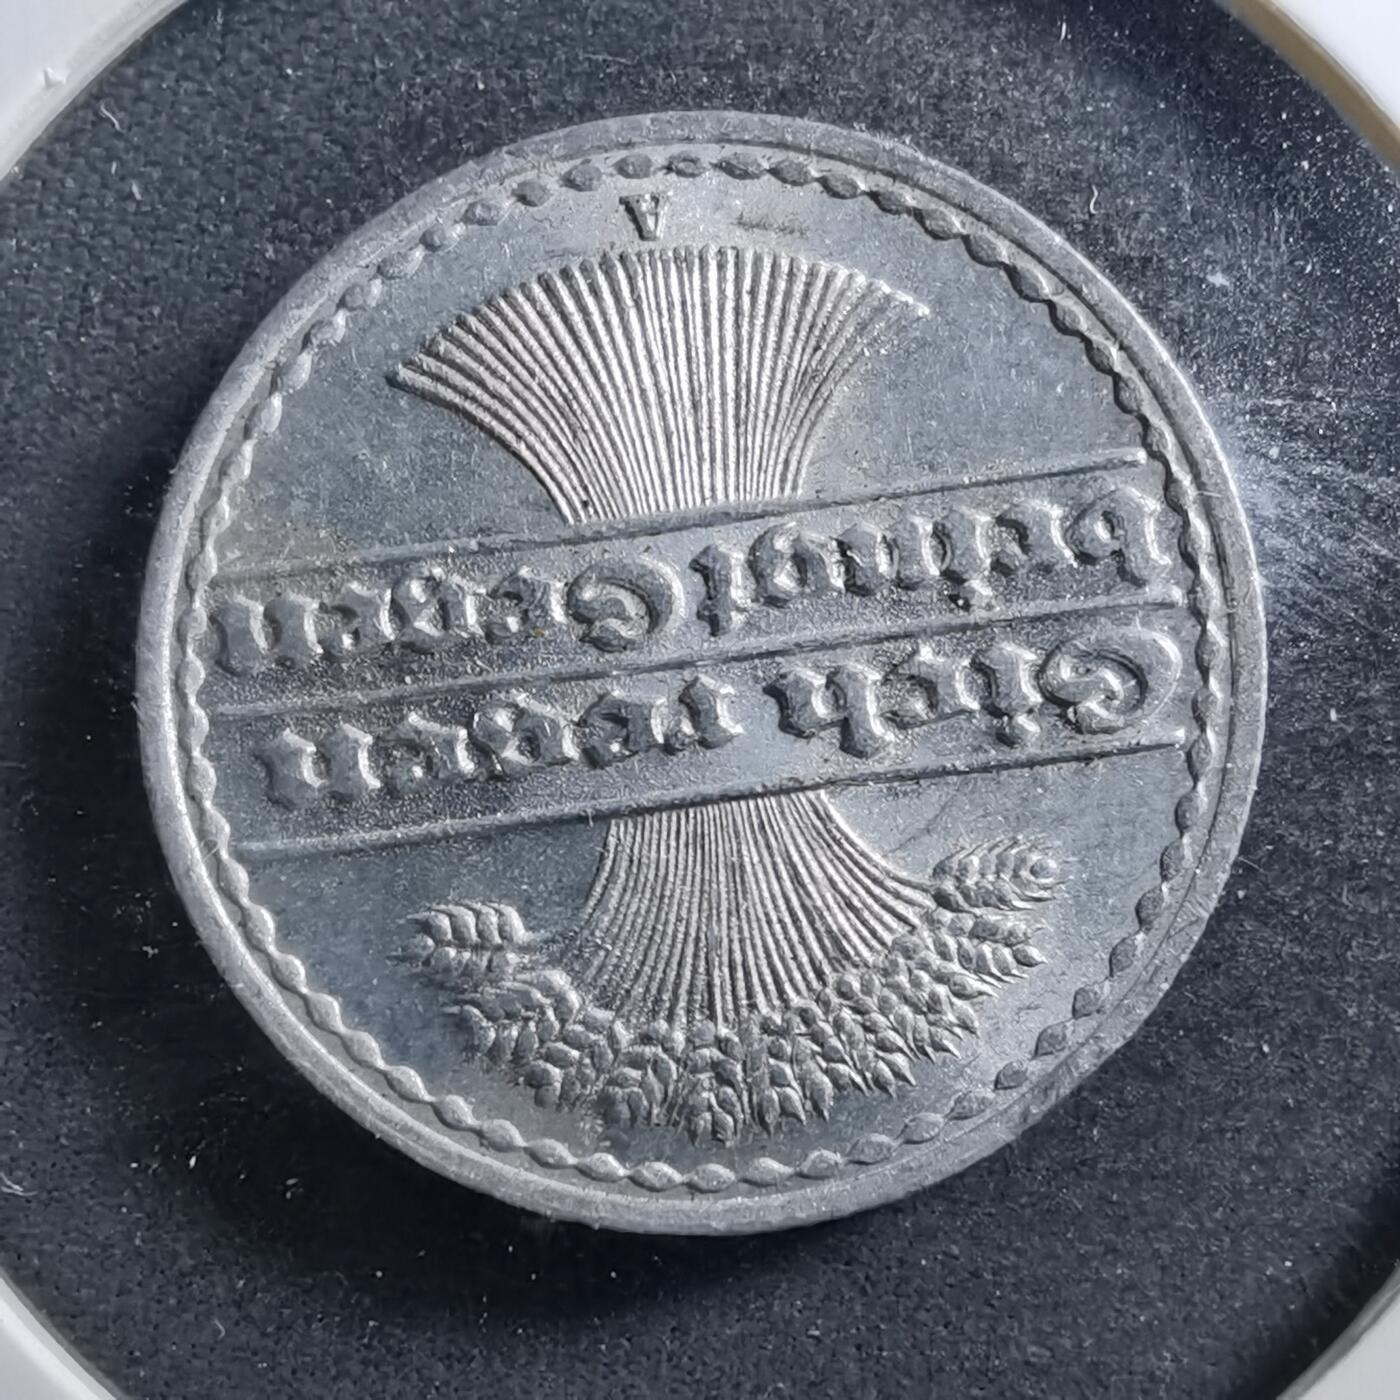 Sich regen
bringt Segen
A